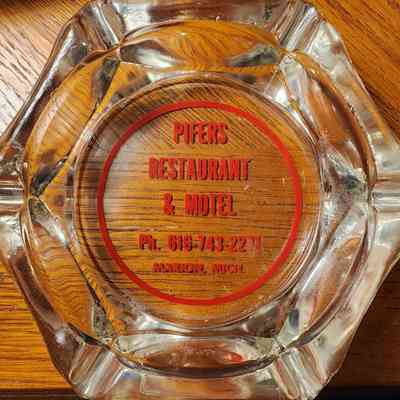 PIFERS
RESTAURANT
& MOTEL
Ph.
MARION, MICH.